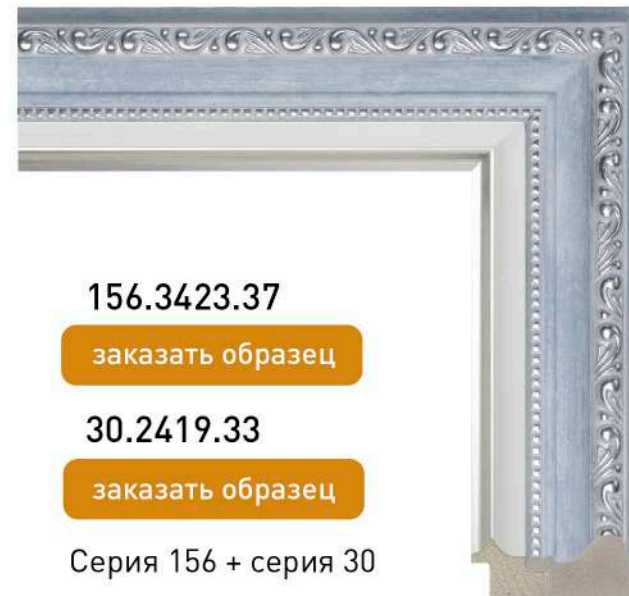 156.3423.37
заказать образец
30.2419.33
заказать образец
Серия 156 + серия 30